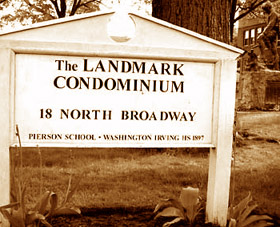 The LANDMARK
CONDOMINIUM
18 NORTH BROADWAY
PIERSON SCHOOL • WASHINGTON IRVING HS 1897